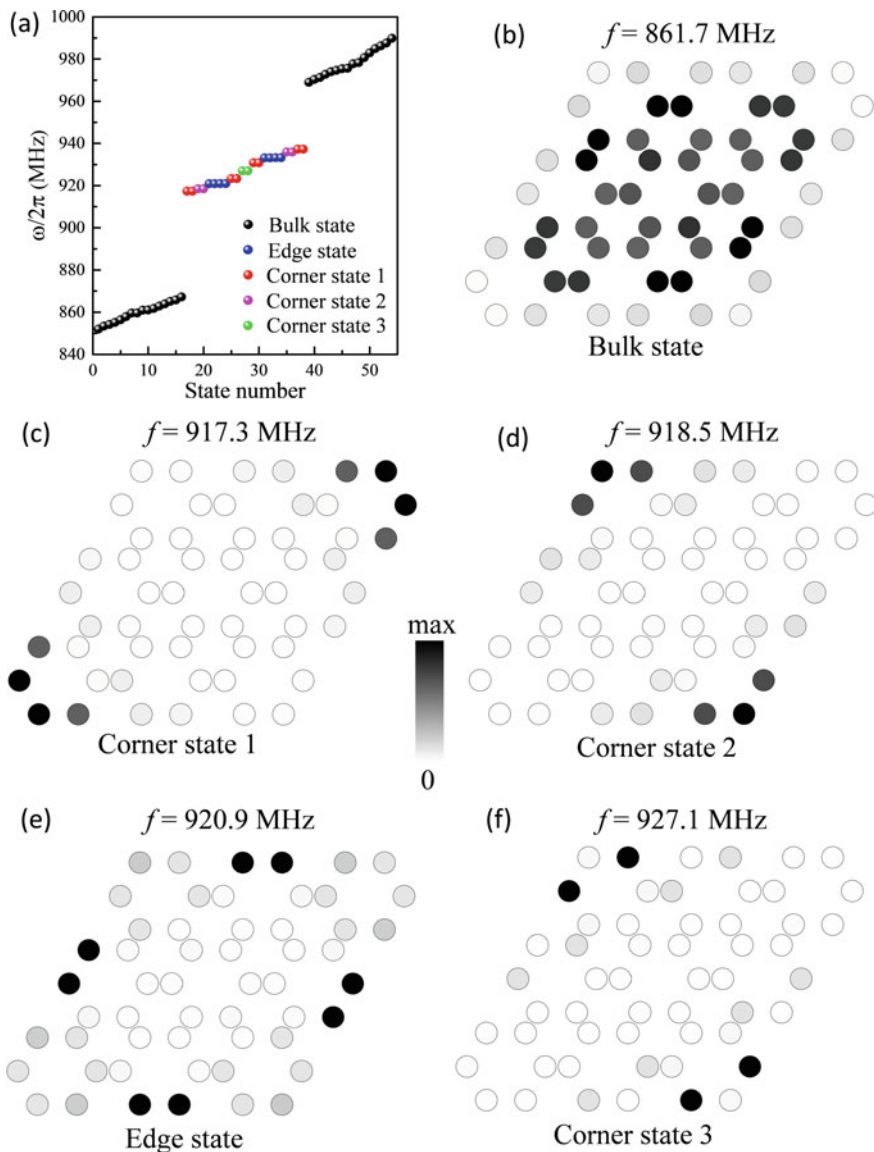 (a)
1000
980
960
940
920
900
880
860
840
ω/2π (MHz)
Bulk state
Edge state
Corner state 1
Corner state 2
Corner state 3
0 10 20 30 40 50
State number
(b)
f = 861.7 MHz
Bulk state
(c)
f = 917.3 MHz
Corner state 1
(d)
f = 918.5 MHz
Corner state 2
max
0
(e)
f = 920.9 MHz
Edge state
(f)
f = 927.1 MHz
Corner state 3